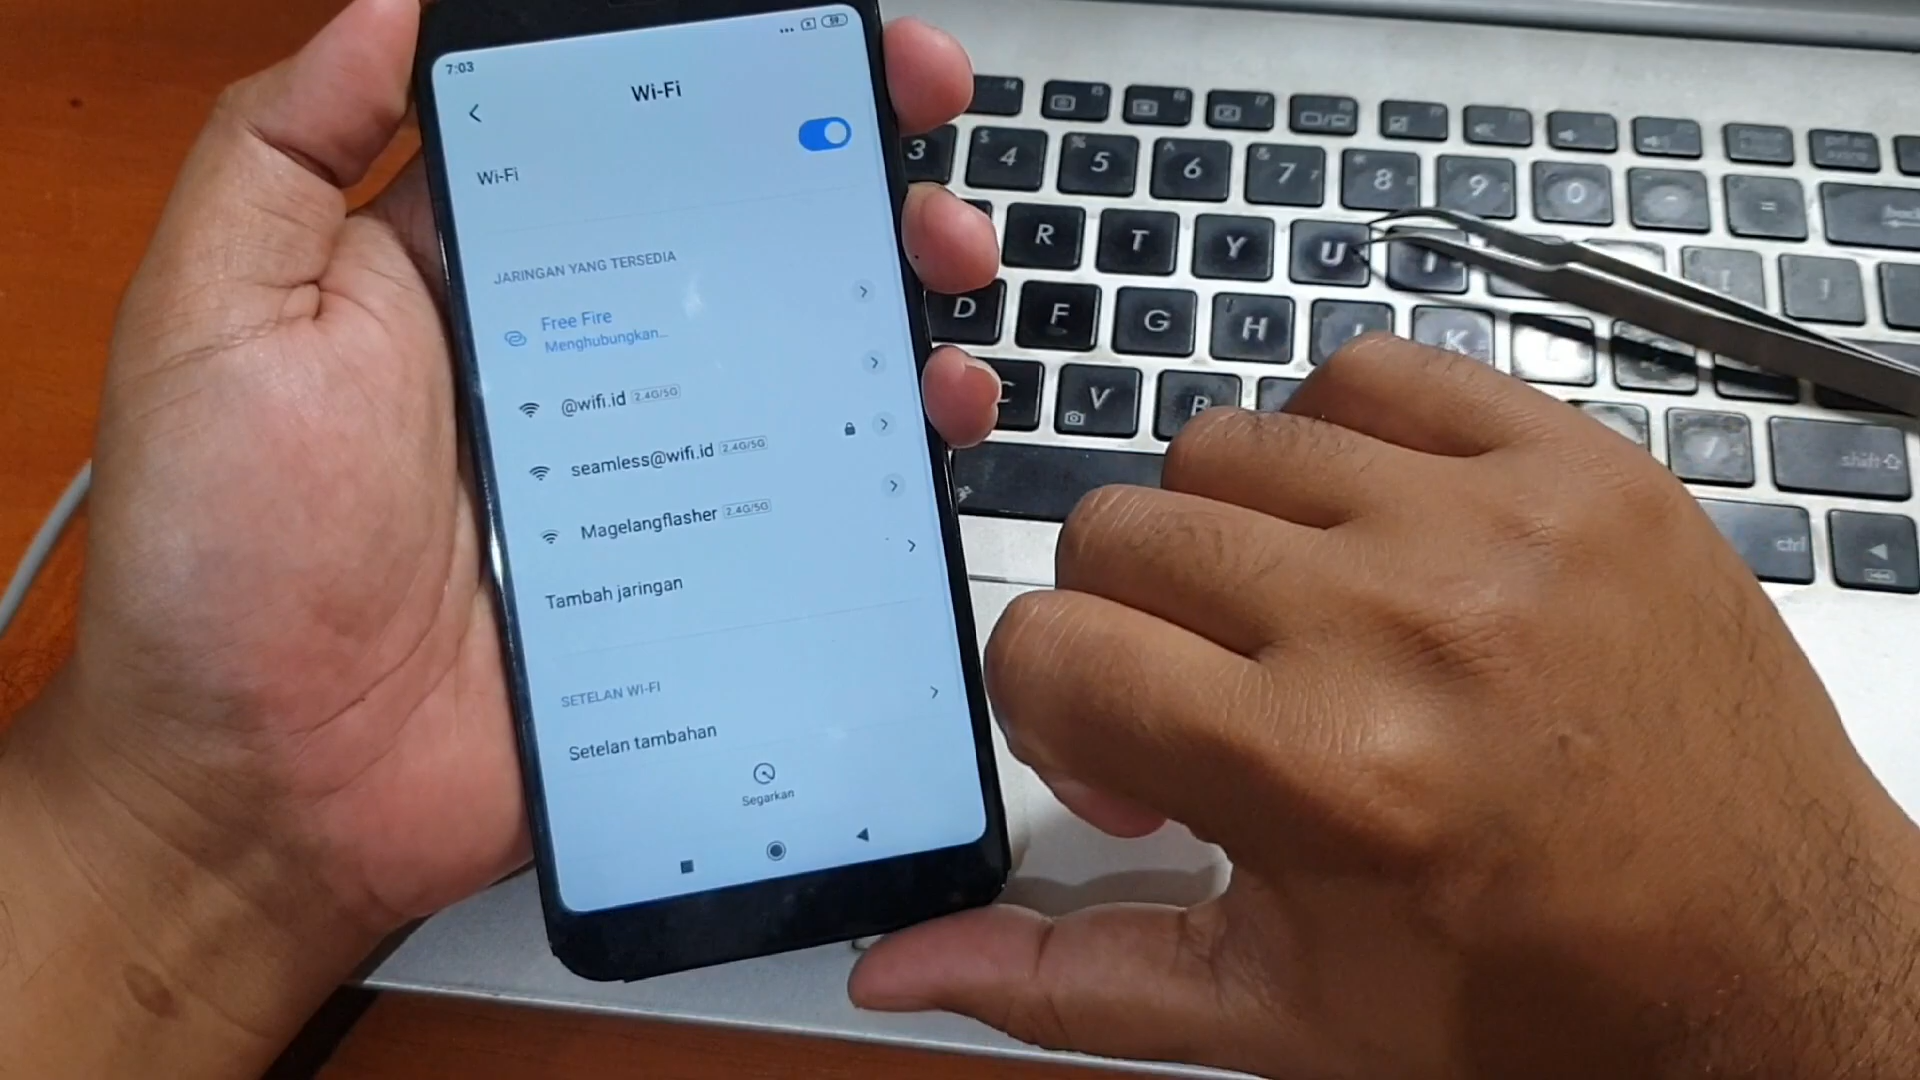 7:03
59
Wi-Fi
Wi-Fi
JARINGAN YANG TERSEDIA
Free Fire
Menghubungkan...
@wifi.id 2.4G/5G
seamless@wifi.id 2.4G/5G
Magelangflasher 2.4G/5G
Tambah jaringan
SETELAN WI-FI
Setelan tambahan
Segarkan
3 $ 4 % 5 ^ 6 & 7 * 8 9 0 - =
R T Y U I [ ]
D F G H J K L
C V B
shift
ctrl